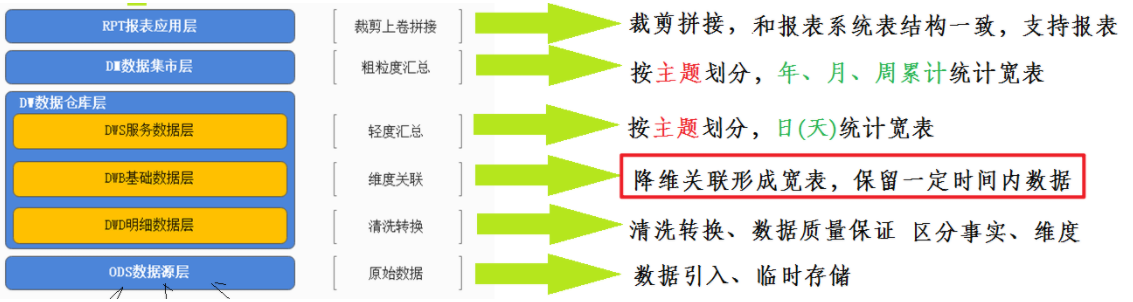 RPT报表应用层 [ 裁剪上卷拼接 ] 裁剪拼接，和报表系统表结构一致，支持报表
DM数据集市层 [ 粗粒度汇总 ] 按主题划分，年、月、周累计统计宽表
DW数据仓库层
DWS服务数据层 [ 轻度汇总 ] 按主题划分，日(天)统计宽表
DWB基础数据层 [ 维度关联 ] 降维关联形成宽表，保留一定时间内数据
DWD明细数据层 [ 清洗转换 ] 清洗转换、数据质量保证 区分事实、维度
ODS数据源层 [ 原始数据 ] 数据引入、临时存储